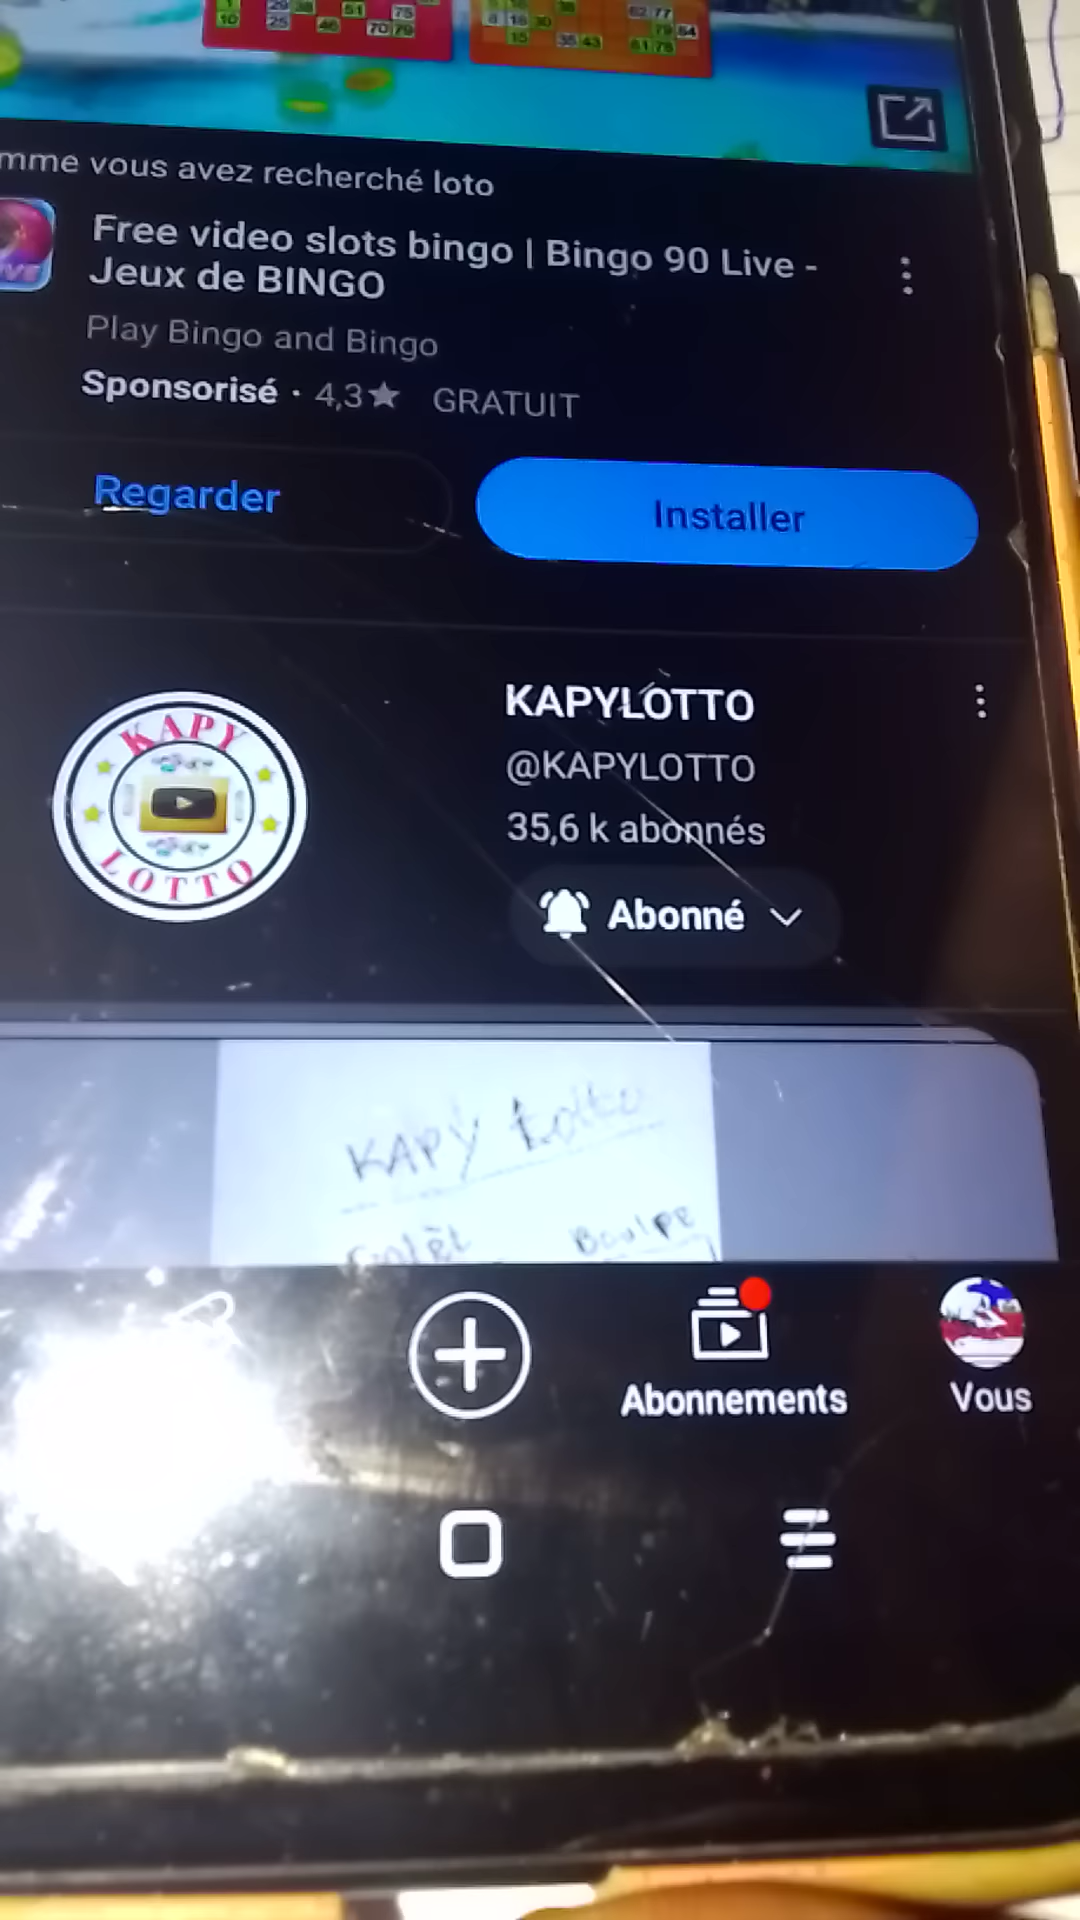 mme vous avez recherché loto
Free video slots bingo | Bingo 90 Live -
Jeux de BINGO
Play Bingo and Bingo
Sponsorisé · 4,3★ GRATUIT
Regarder
Installer
KAPY
LOTTO
KAPYLOTTO
@KAPYLOTTO
35,6 k abonnés
Abonné
KAPY Lotto
Boulpe
Abonnements
Vous